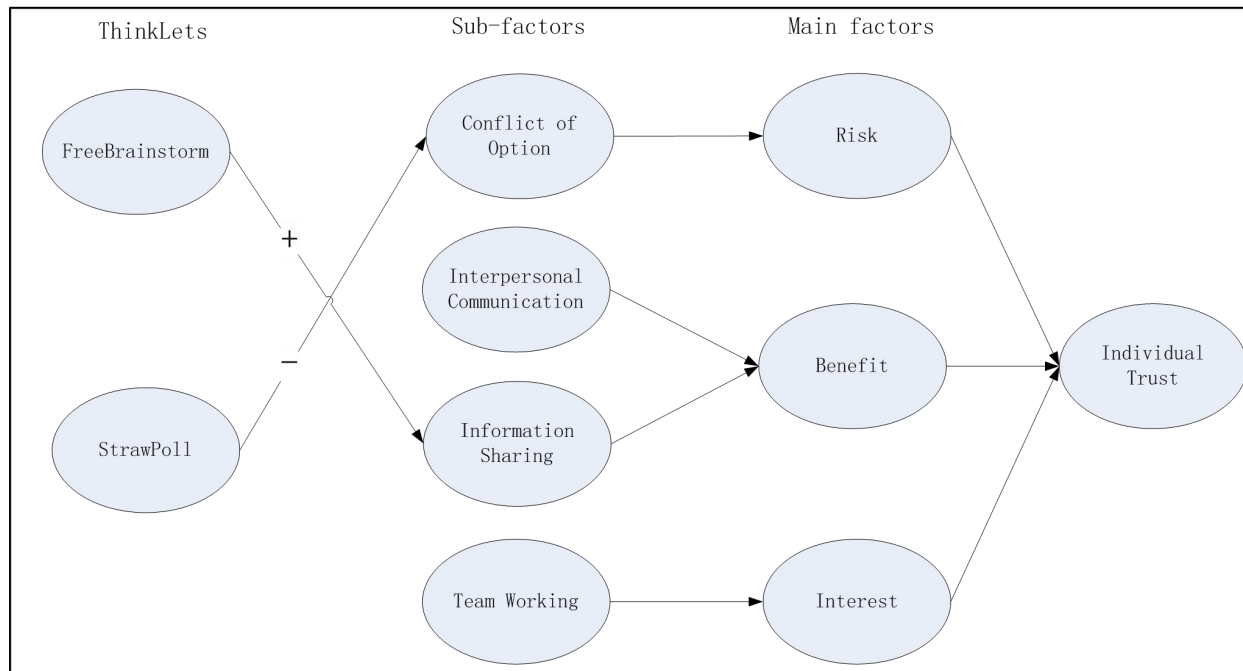 ThinkLets
Sub-factors
Main factors
FreeBrainstorm
+
−
StrawPoll
Conflict of
Option
Interpersonal
Communication
Information
Sharing
Team Working
Risk
Benefit
Interest
Individual
Trust